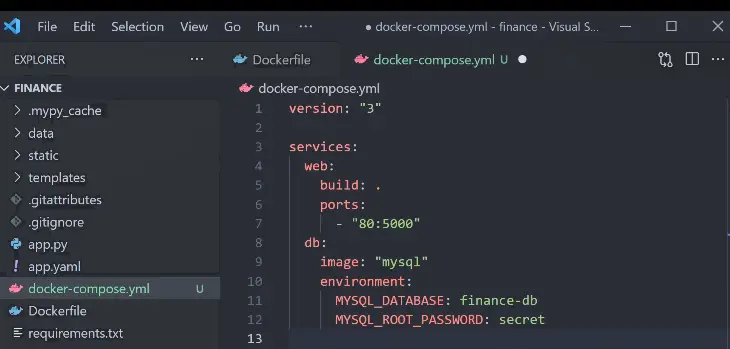 File Edit Selection View Go Run ··· ● docker-compose.yml - finance - Visual S...
EXPLORER ···
Dockerfile
docker-compose.yml U ●
···
FINANCE
.mypy_cache
data
static
templates
.gitattributes
.gitignore
app.py
! app.yaml
docker-compose.yml U
Dockerfile
requirements.txt
docker-compose.yml
1 version: "3"
2
3 services:
4 web:
5 build: .
6 ports:
7 - "80:5000"
8 db:
9 image: "mysql"
10 environment:
11 MYSQL_DATABASE: finance-db
12 MYSQL_ROOT_PASSWORD: secret
13